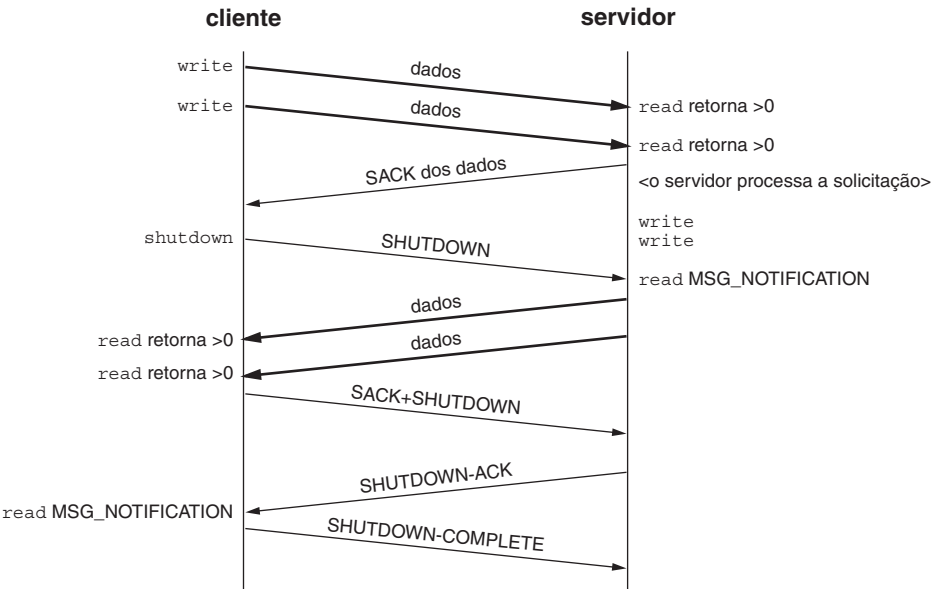 cliente
servidor
write
dados
write
dados
read retorna >0
read retorna >0
SACK dos dados
<o servidor processa a solicitação>
write
write
shutdown
SHUTDOWN
read MSG_NOTIFICATION
dados
read retorna >0
dados
read retorna >0
SACK+SHUTDOWN
SHUTDOWN-ACK
read MSG_NOTIFICATION
SHUTDOWN-COMPLETE